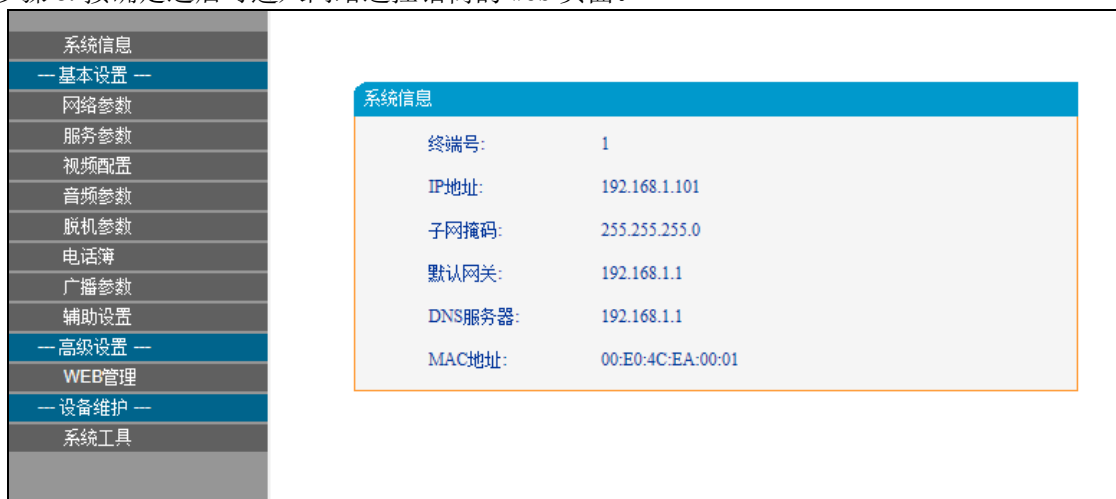 系统信息
--- 基本设置 ---
网络参数
服务参数
视频配置
音频参数
脱机参数
电话簿
广播参数
辅助设置
--- 高级设置 ---
WEB管理
--- 设备维护 ---
系统工具
系统信息
终端号: 1
IP地址: 192.168.1.101
子网掩码: 255.255.255.0
默认网关: 192.168.1.1
DNS服务器: 192.168.1.1
MAC地址: 00:E0:4C:EA:00:01